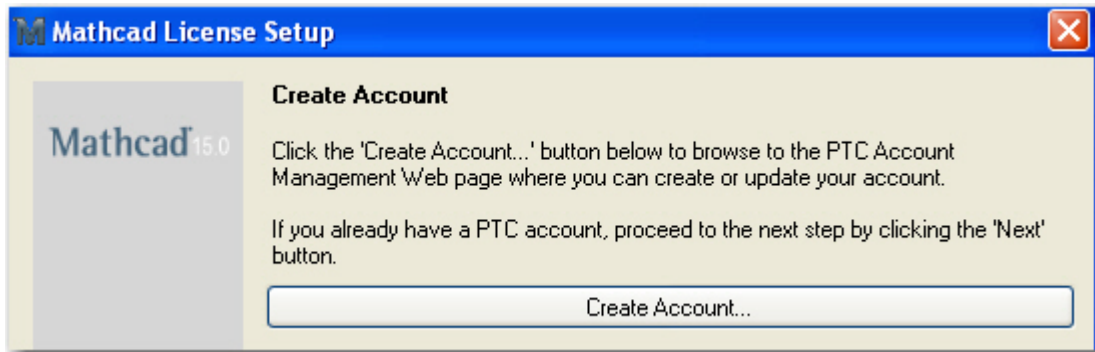 Mathcad License Setup
Create Account
Mathcad 15.0
Click the 'Create Account...' button below to browse to the PTC Account
Management Web page where you can create or update your account.
If you already have a PTC account, proceed to the next step by clicking the 'Next'
button.
Create Account...